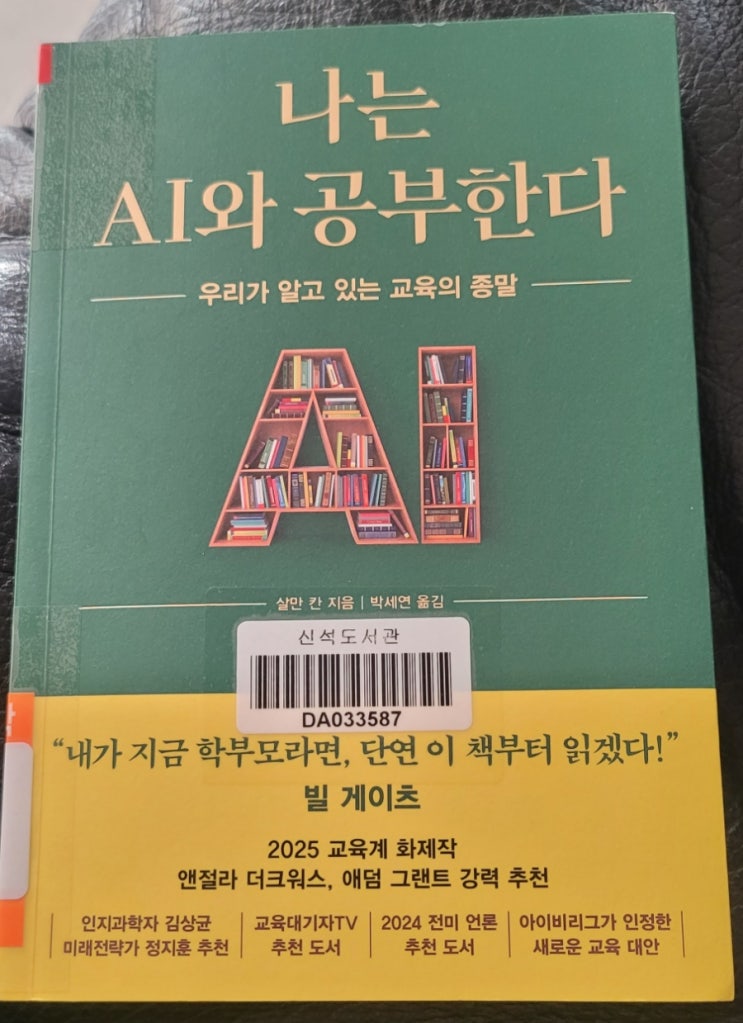 나는
AI와 공부한다
우리가 알고 있는 교육의 종말
AI
살만 칸 지음 | 박세연 옮김
신석도서관
DA033587
“내가 지금 학부모라면, 단연 이 책부터 읽겠다!”
빌 게이츠
2025 교육계 화제작
앤절라 더크워스, 애덤 그랜트 강력 추천
인지과학자 김상균
미래전략가 정지훈 추천
교육대기자TV
추천 도서
2024 전미 언론
추천 도서
아이비리그가 인정한
새로운 교육 대안